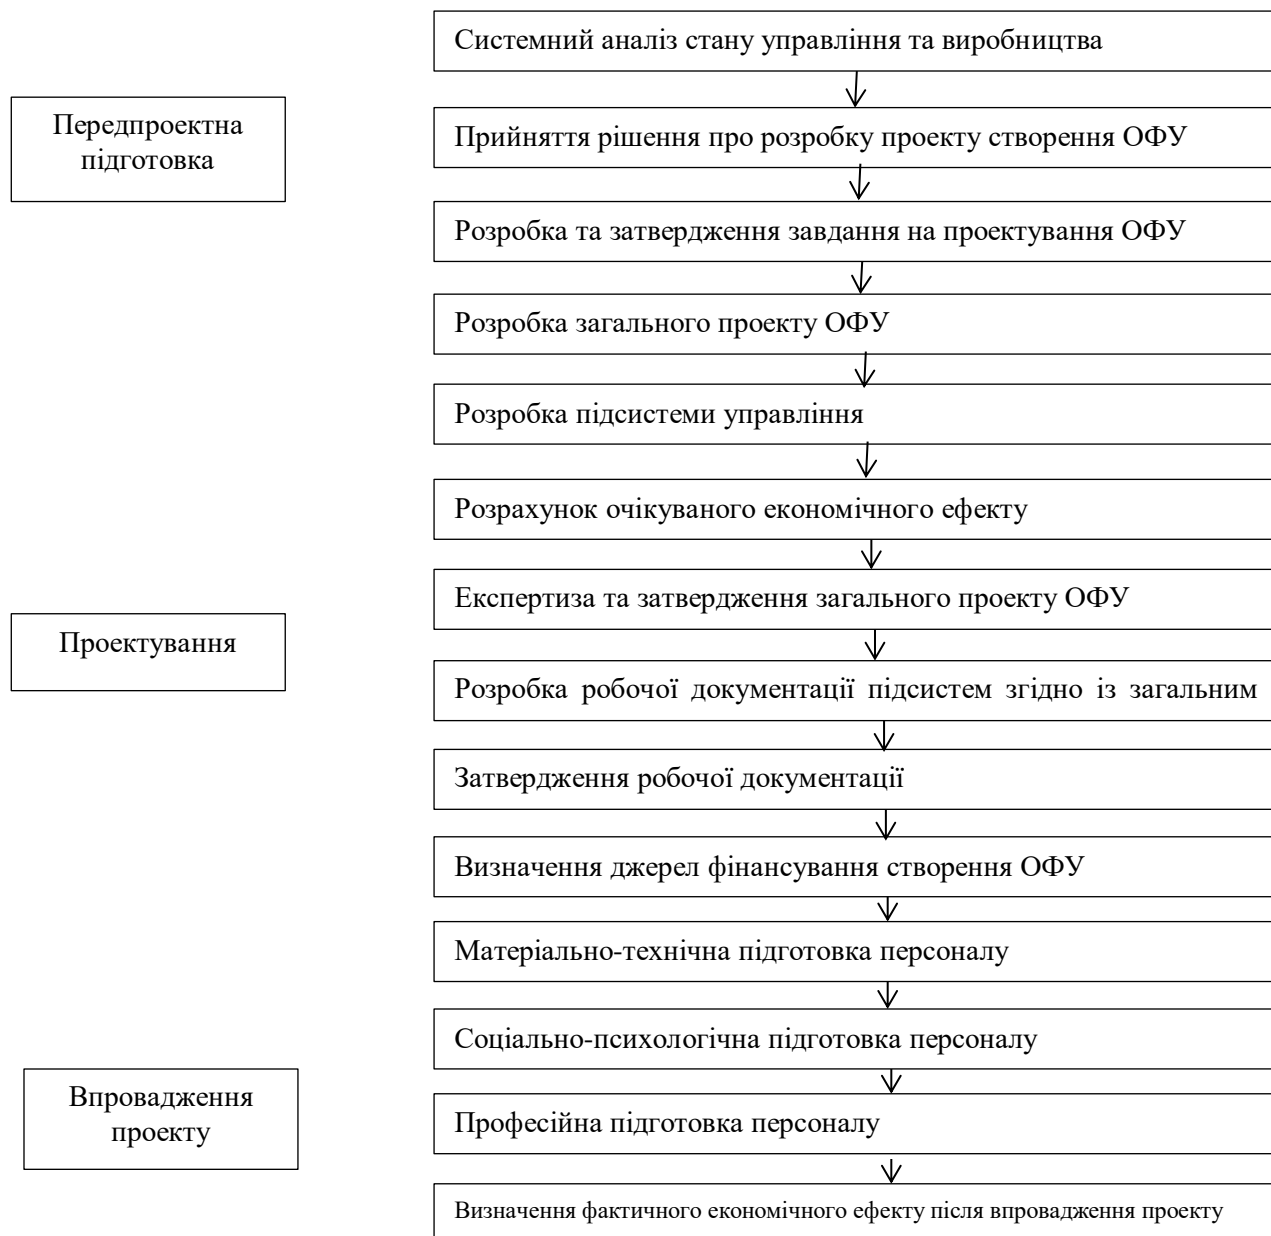 Системний аналіз стану управління та виробництва
Передпроектна
підготовка
Прийняття рішення про розробку проекту створення ОФУ
Розробка та затвердження завдання на проектування ОФУ
Розробка загального проекту ОФУ
Розробка підсистеми управління
Розрахунок очікуваного економічного ефекту
Експертиза та затвердження загального проекту ОФУ
Проектування
Розробка робочої документації підсистем згідно із загальним
Затвердження робочої документації
Визначення джерел фінансування створення ОФУ
Матеріально-технічна підготовка персоналу
Соціально-психологічна підготовка персоналу
Впровадження
проекту
Професійна підготовка персоналу
Визначення фактичного економічного ефекту після впровадження проекту